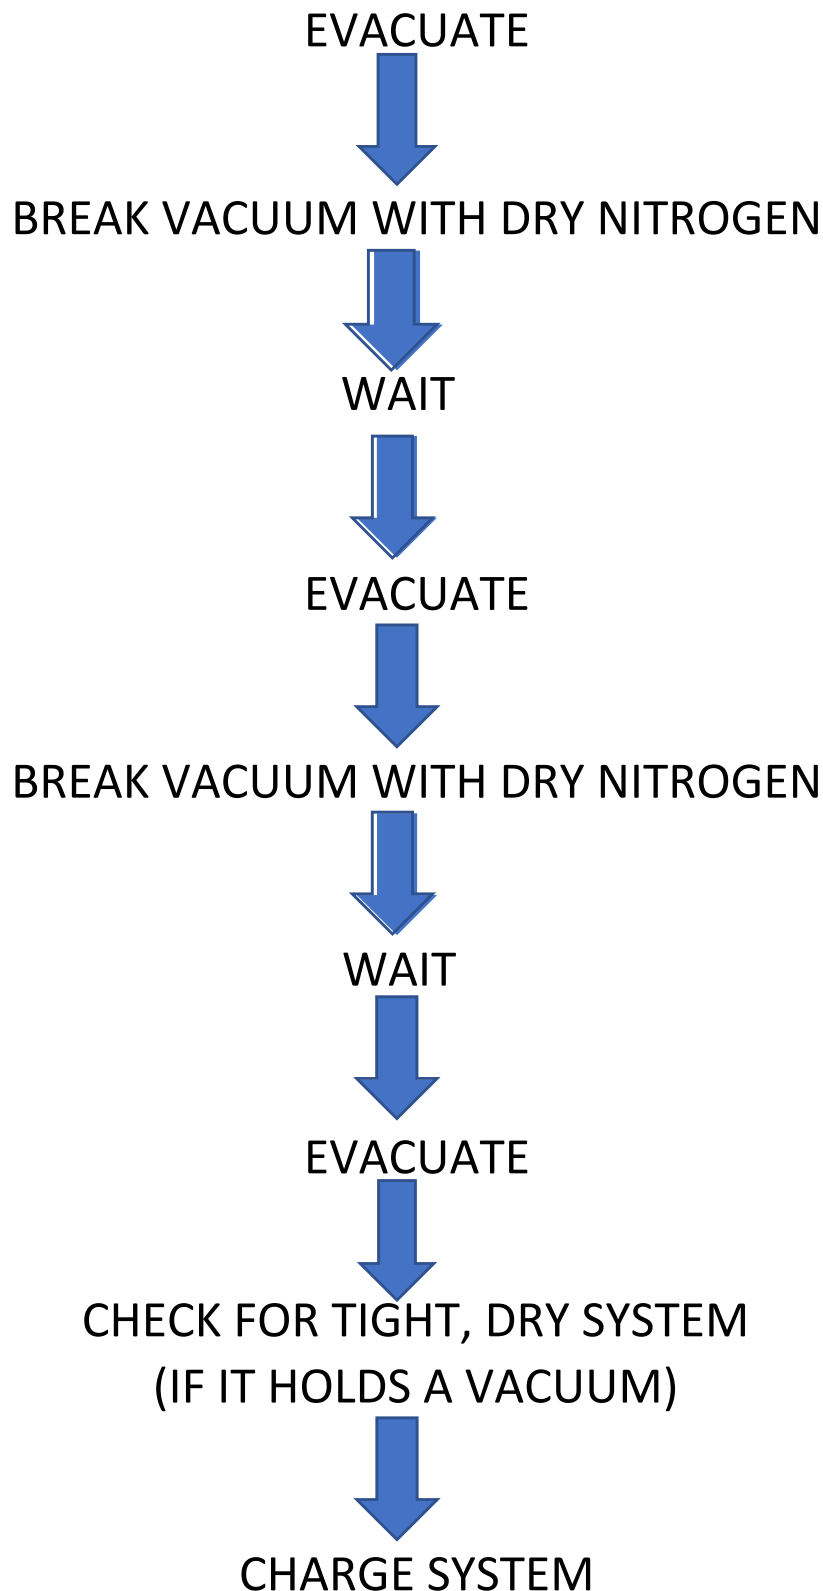 EVACUATE
BREAK VACUUM WITH DRY NITROGEN
WAIT
EVACUATE
BREAK VACUUM WITH DRY NITROGEN
WAIT
EVACUATE
CHECK FOR TIGHT, DRY SYSTEM
(IF IT HOLDS A VACUUM)
CHARGE SYSTEM